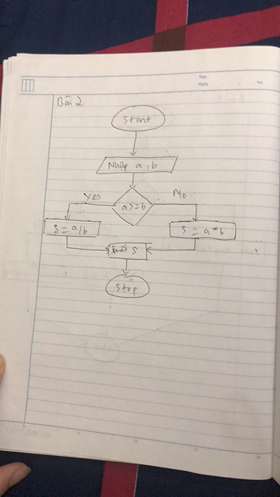 Bài 2
Start
Nhập a, b
Yes
No
a>=b
S = a/b
S = a*b
Xuất S
Stop